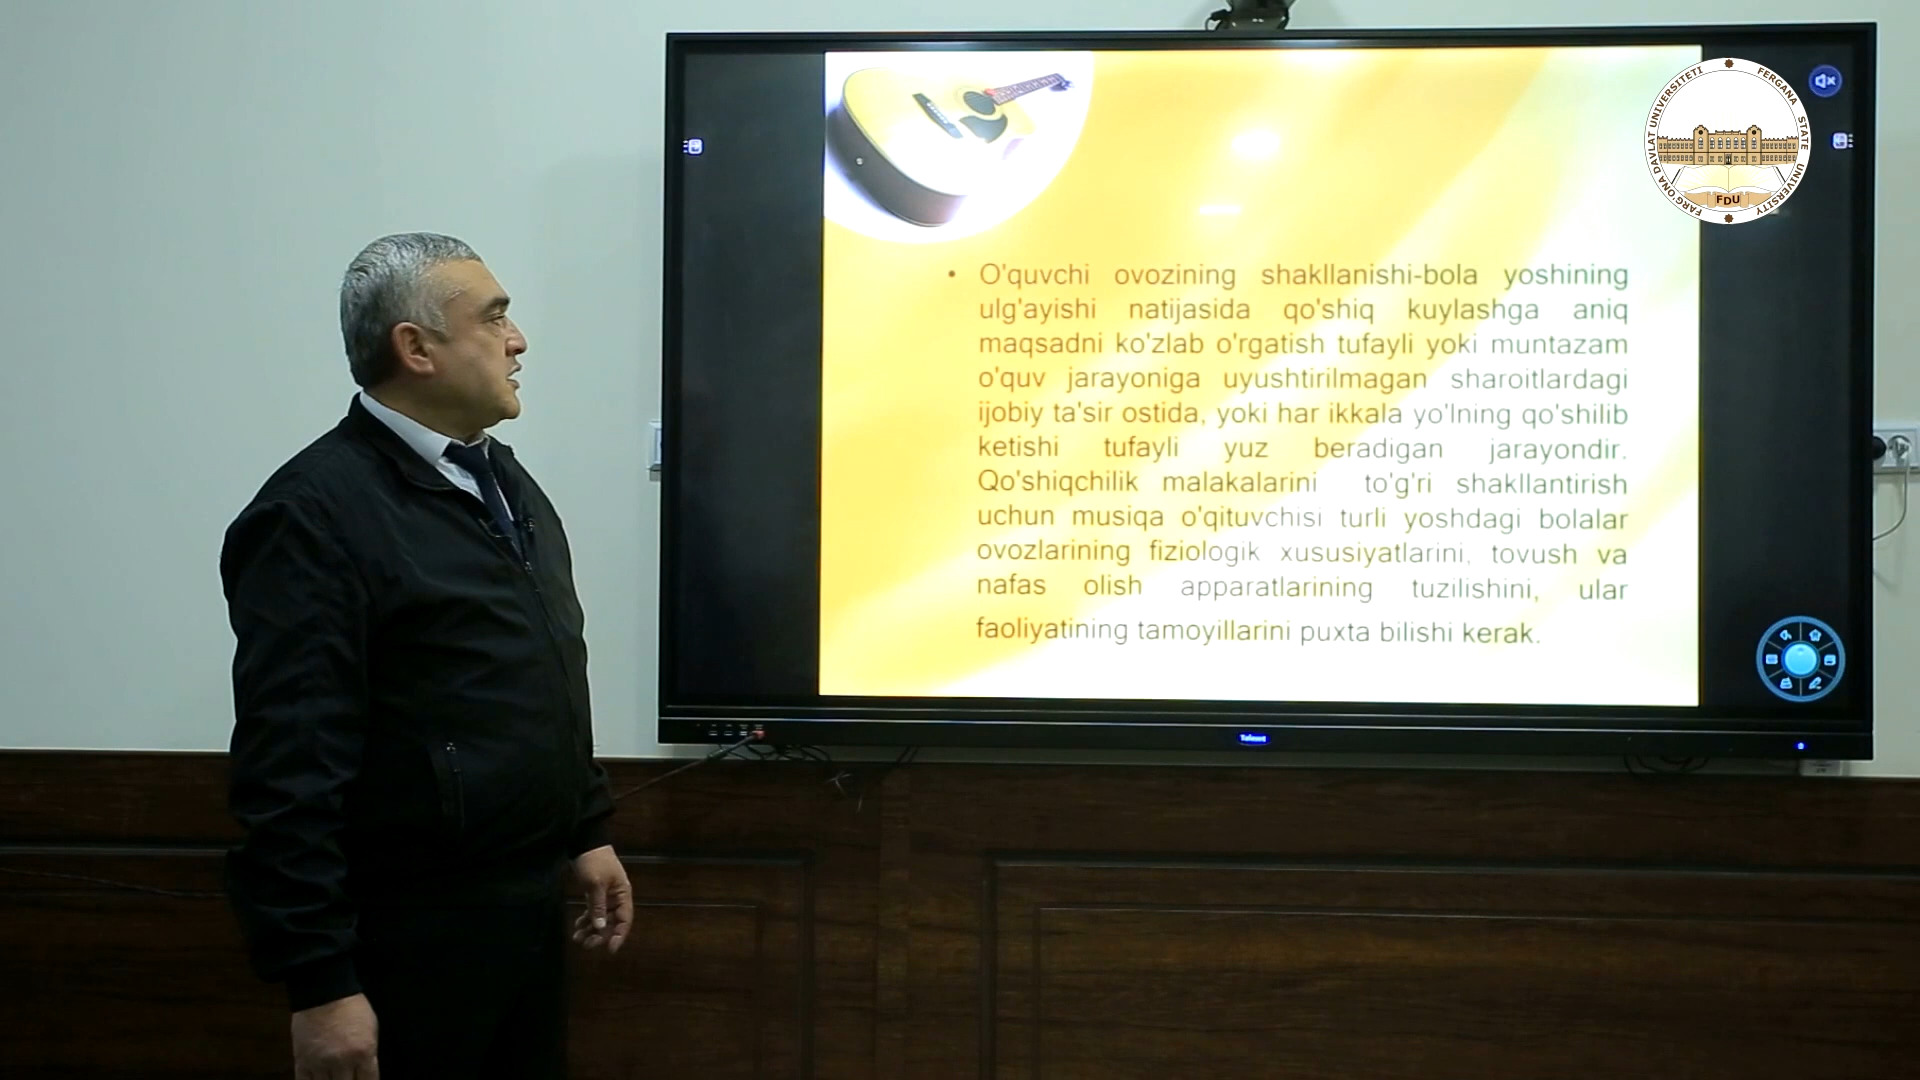 FARG'ONA DAVLAT UNIVERSITETI
FERGANA STATE UNIVERSITY
FDU
• O'quvchi ovozining shakllanishi-bola yoshining
ulg'ayishi natijasida qo'shiq kuylashga aniq
maqsadni ko'zlab o'rgatish tufayli yoki muntazam
o'quv jarayoniga uyushtirilmagan sharoitlardagi
ijobiy ta'sir ostida, yoki har ikkala yo'lning qo'shilib
ketishi tufayli yuz beradigan jarayondir.
Qo'shiqchilik malakalarini to'g'ri shakllantirish
uchun musiqa o'qituvchisi turli yoshdagi bolalar
ovozlarining fiziologik xususiyatlarini, tovush va
nafas olish apparatlarining tuzilishini, ular
faoliyatining tamoyillarini puxta bilishi kerak.